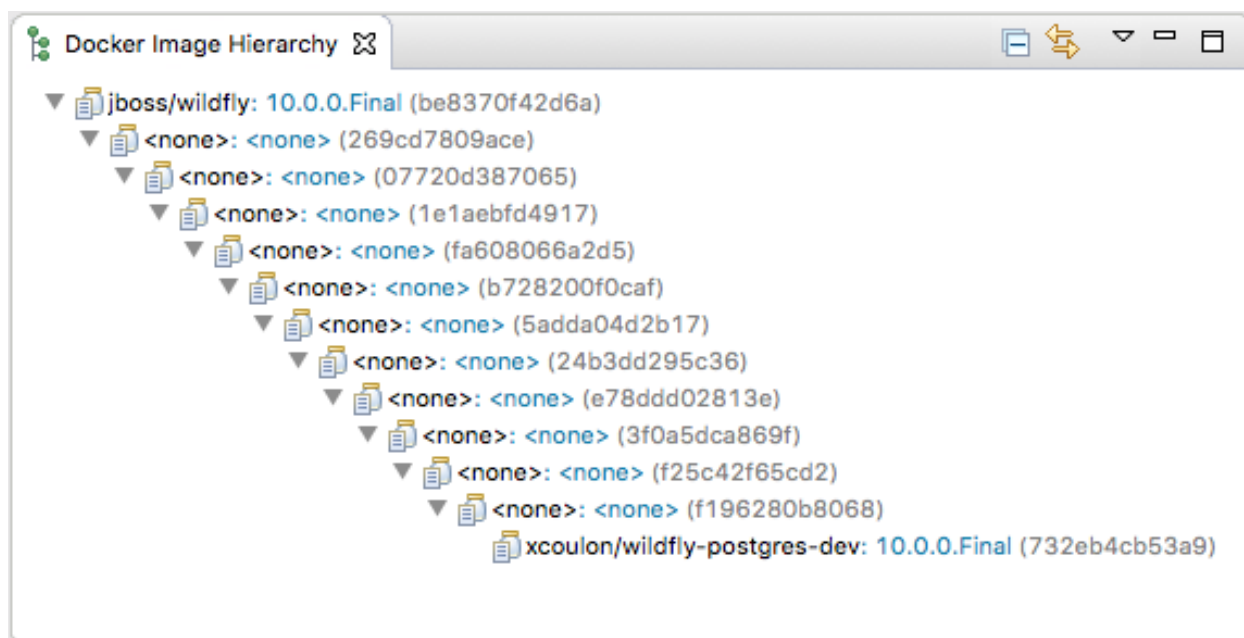 Docker Image Hierarchy
jboss/wildfly: 10.0.0.Final (be8370f42d6a)
<none>: <none> (269cd7809ace)
<none>: <none> (07720d387065)
<none>: <none> (1e1aebfd4917)
<none>: <none> (fa608066a2d5)
<none>: <none> (b728200f0caf)
<none>: <none> (5adda04d2b17)
<none>: <none> (24b3dd295c36)
<none>: <none> (e78ddd02813e)
<none>: <none> (3f0a5dca869f)
<none>: <none> (f25c42f65cd2)
<none>: <none> (f196280b8068)
xcoulon/wildfly-postgres-dev: 10.0.0.Final (732eb4cb53a9)